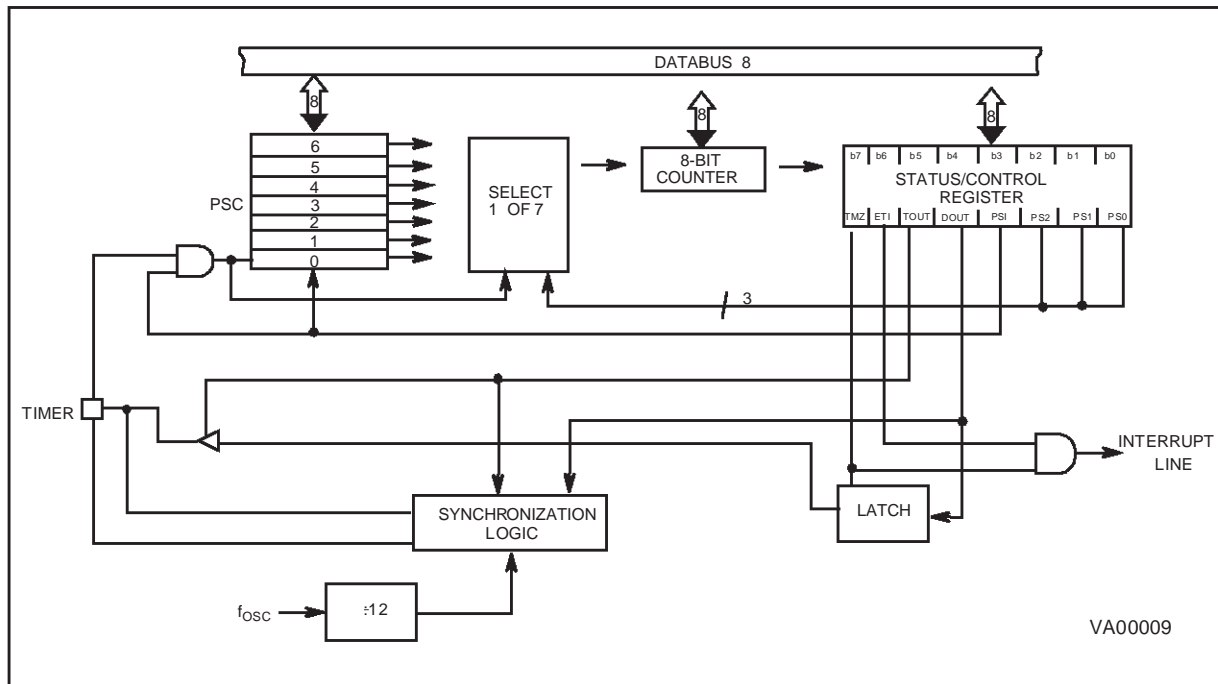 DATABUS 8
8
8
8
6
5
4
3
2
1
0
PSC
SELECT
1 OF 7
8-BIT
COUNTER
b7 b6 b5 b4 b3 b2 b1 b0
STATUS/CONTROL
REGISTER
TMZ ETI TOUT DOUT PSI PS2 PS1 PS0
3
TIMER
INTERRUPT
LINE
SYNCHRONIZATION
LOGIC
LATCH
fOSC
÷12
VA00009